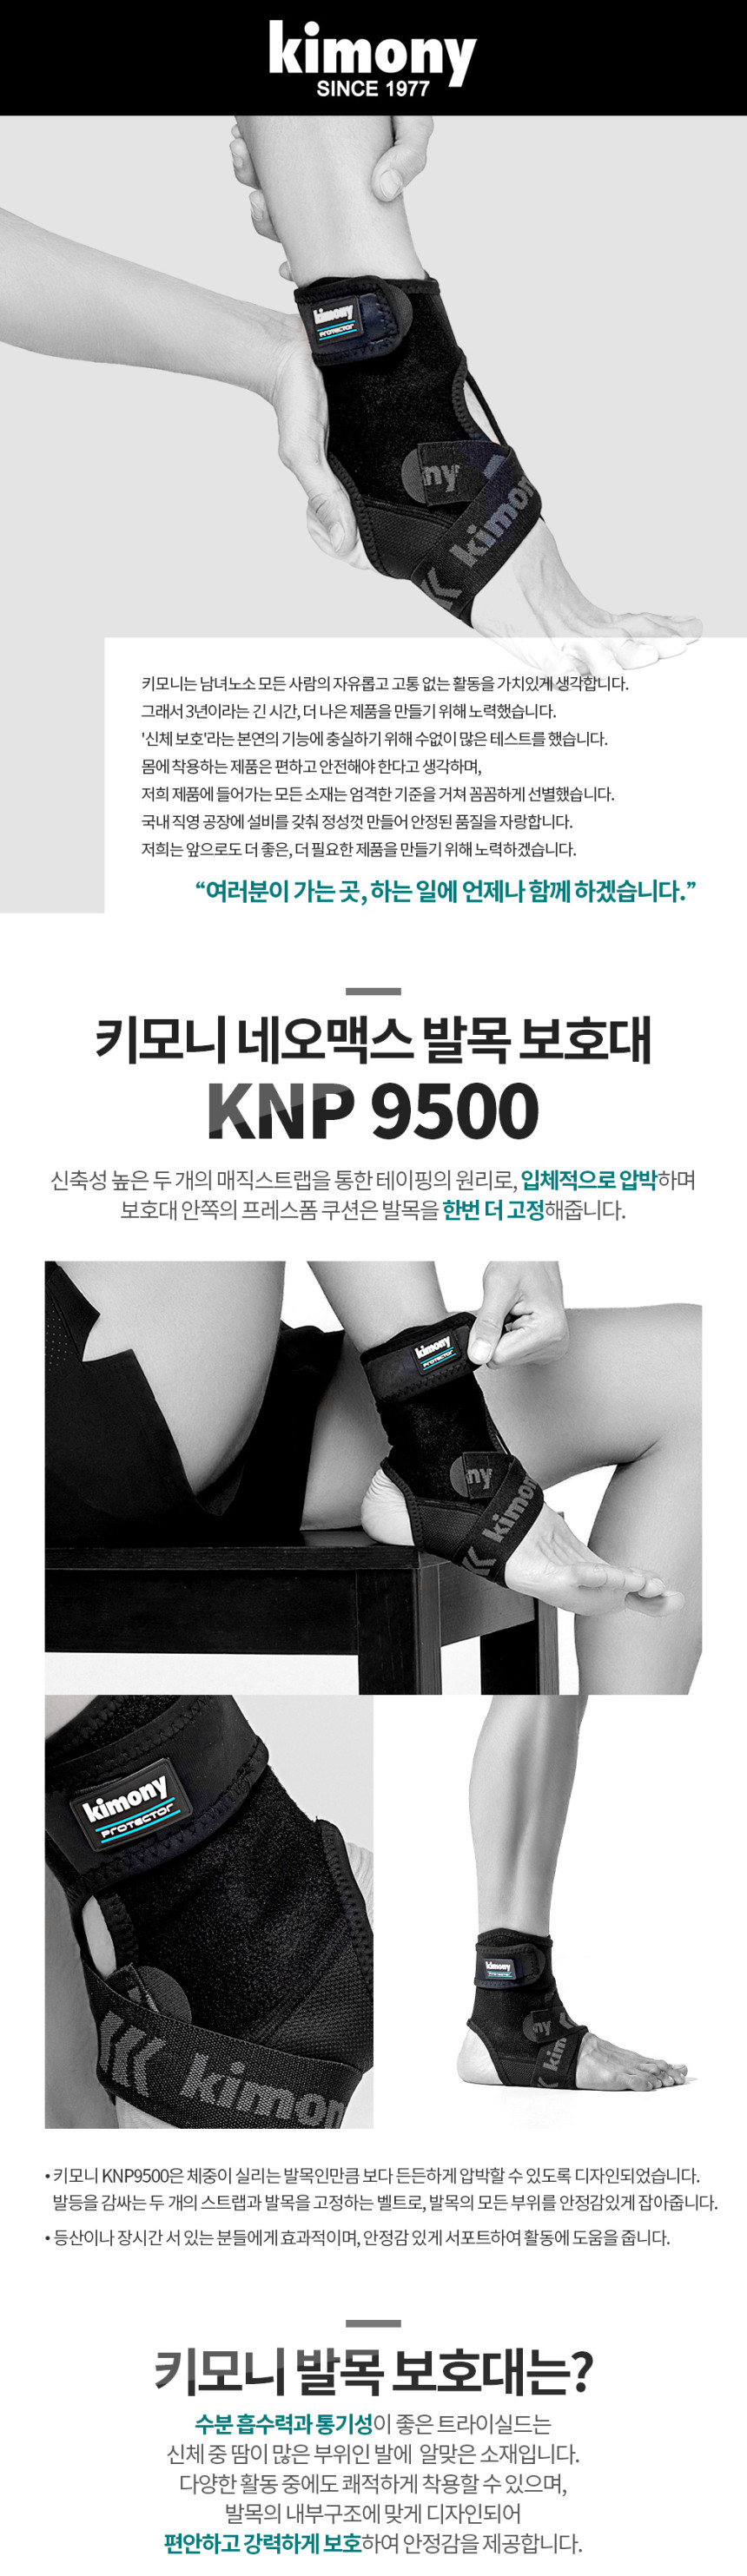 kimony
SINCE 1977
kimony
PROTECTOR
ny
kimon
키모니는 남녀노소 모든 사람의 자유롭고 고통 없는 활동을 가치있게 생각합니다.
그래서 3년이라는 긴 시간, 더 나은 제품을 만들기 위해 노력했습니다.
'신체 보호'라는 본연의 기능에 충실하기 위해 수없이 많은 테스트를 했습니다.
몸에 착용하는 제품은 편하고 안전해야 한다고 생각하며,
저희 제품에 들어가는 모든 소재는 엄격한 기준을 거쳐 꼼꼼하게 선별했습니다.
국내 직영 공장에 설비를 갖춰 정성껏 만들어 안정된 품질을 자랑합니다.
저희는 앞으로도 더 좋은, 더 필요한 제품을 만들기 위해 노력하겠습니다.
“여러분이 가는 곳, 하는 일에 언제나 함께 하겠습니다.”
키모니 네오맥스 발목 보호대
KNP 9500
신축성 높은 두 개의 매직스트랩을 통한 테이핑의 원리로, 입체적으로 압박하며
보호대 안쪽의 프레스폼 쿠션은 발목을 한번 더 고정해줍니다.
kimony
PROTECTOR
ny
kimo
kimony
PROTECTOR
kimon
kimony
ny
kim
• 키모니 KNP9500은 체중이 실리는 발목인만큼 보다 든든하게 압박할 수 있도록 디자인되었습니다.
발등을 감싸는 두 개의 스트랩과 발목을 고정하는 벨트로, 발목의 모든 부위를 안정감있게 잡아줍니다.
• 등산이나 장시간 서 있는 분들에게 효과적이며, 안정감 있게 서포트하여 활동에 도움을 줍니다.
키모니 발목 보호대는?
수분 흡수력과 통기성이 좋은 트라이실드는
신체 중 땀이 많은 부위인 발에 알맞은 소재입니다.
다양한 활동 중에도 쾌적하게 착용할 수 있으며,
발목의 내부구조에 맞게 디자인되어
편안하고 강력하게 보호하여 안정감을 제공합니다.